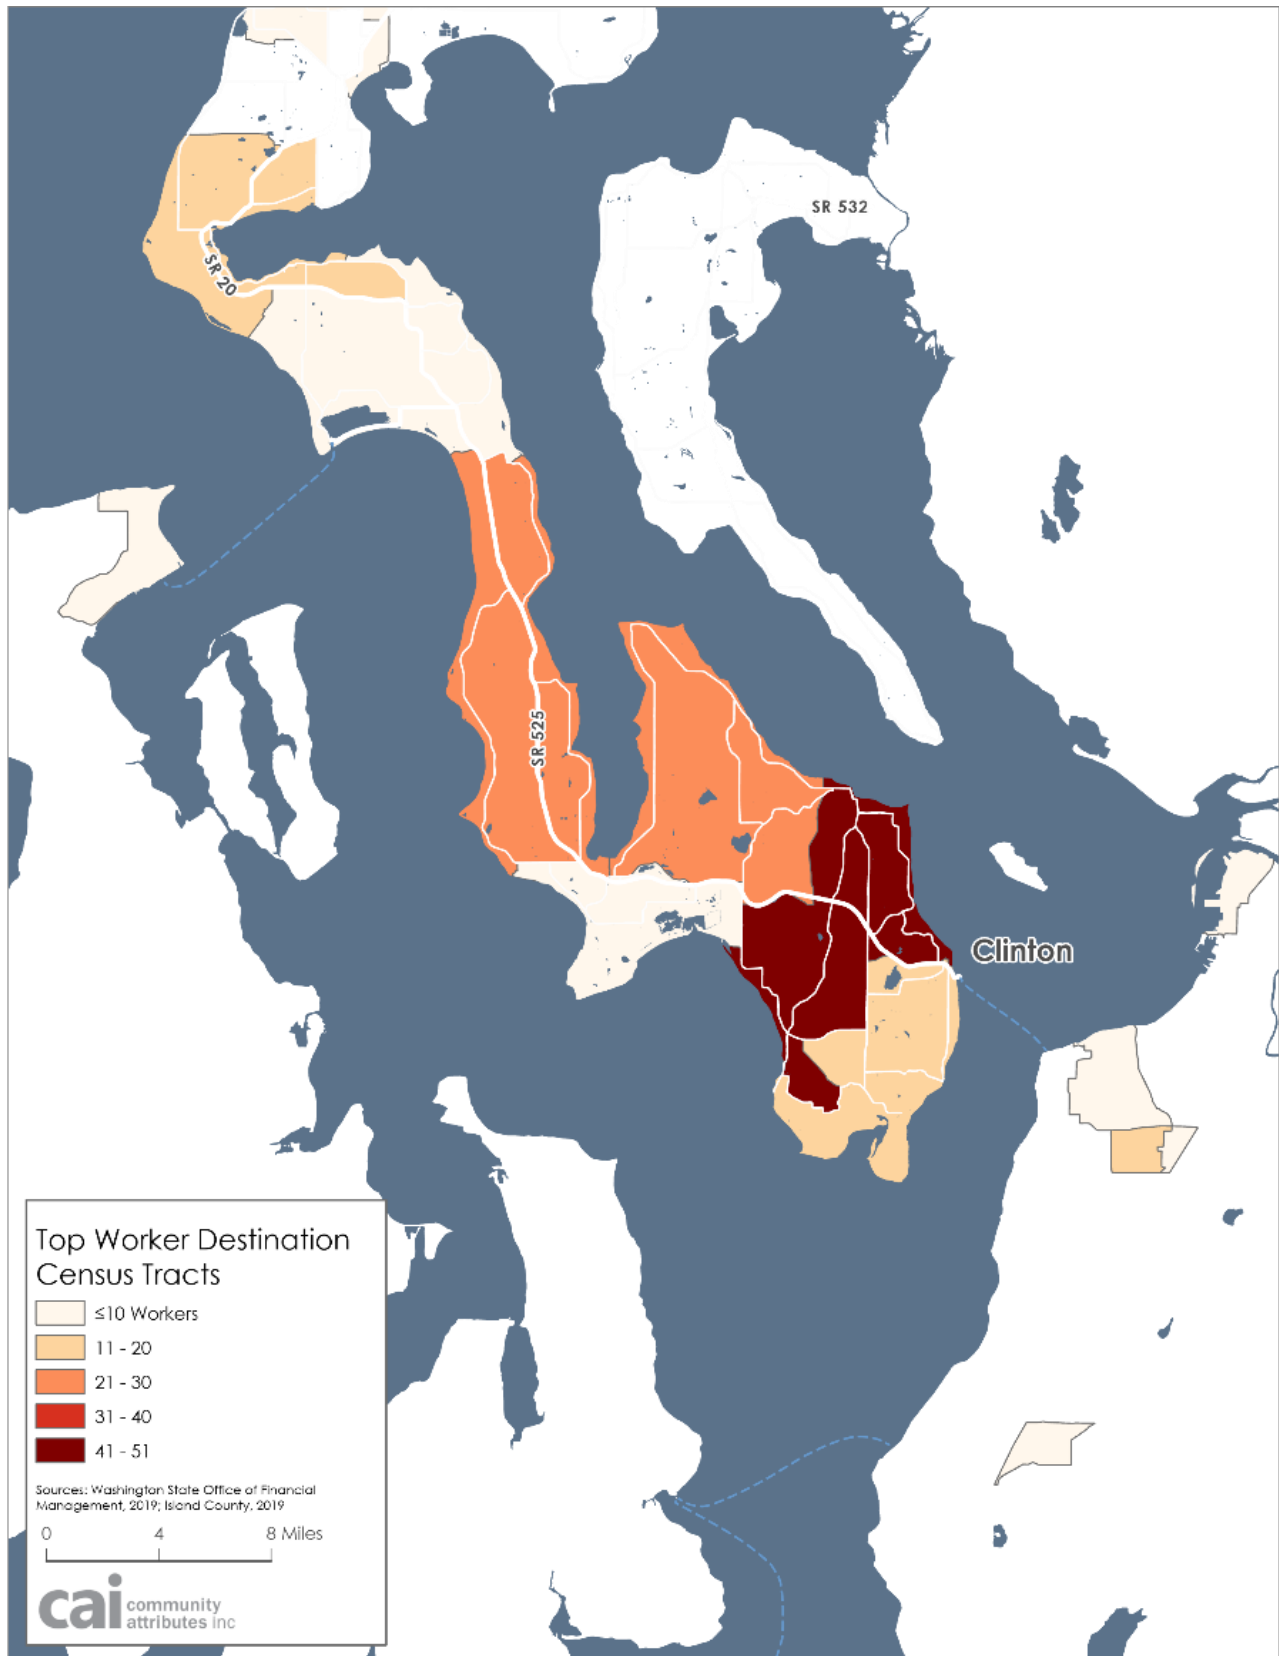 SR 532
SR 20
SR 525
Clinton
Top Worker Destination
Census Tracts
≤10 Workers
11 - 20
21 - 30
31 - 40
41 - 51
Sources: Washington State Office of Financial
Management, 2019; Island County, 2019
0 4 8 Miles
cai community
attributes inc